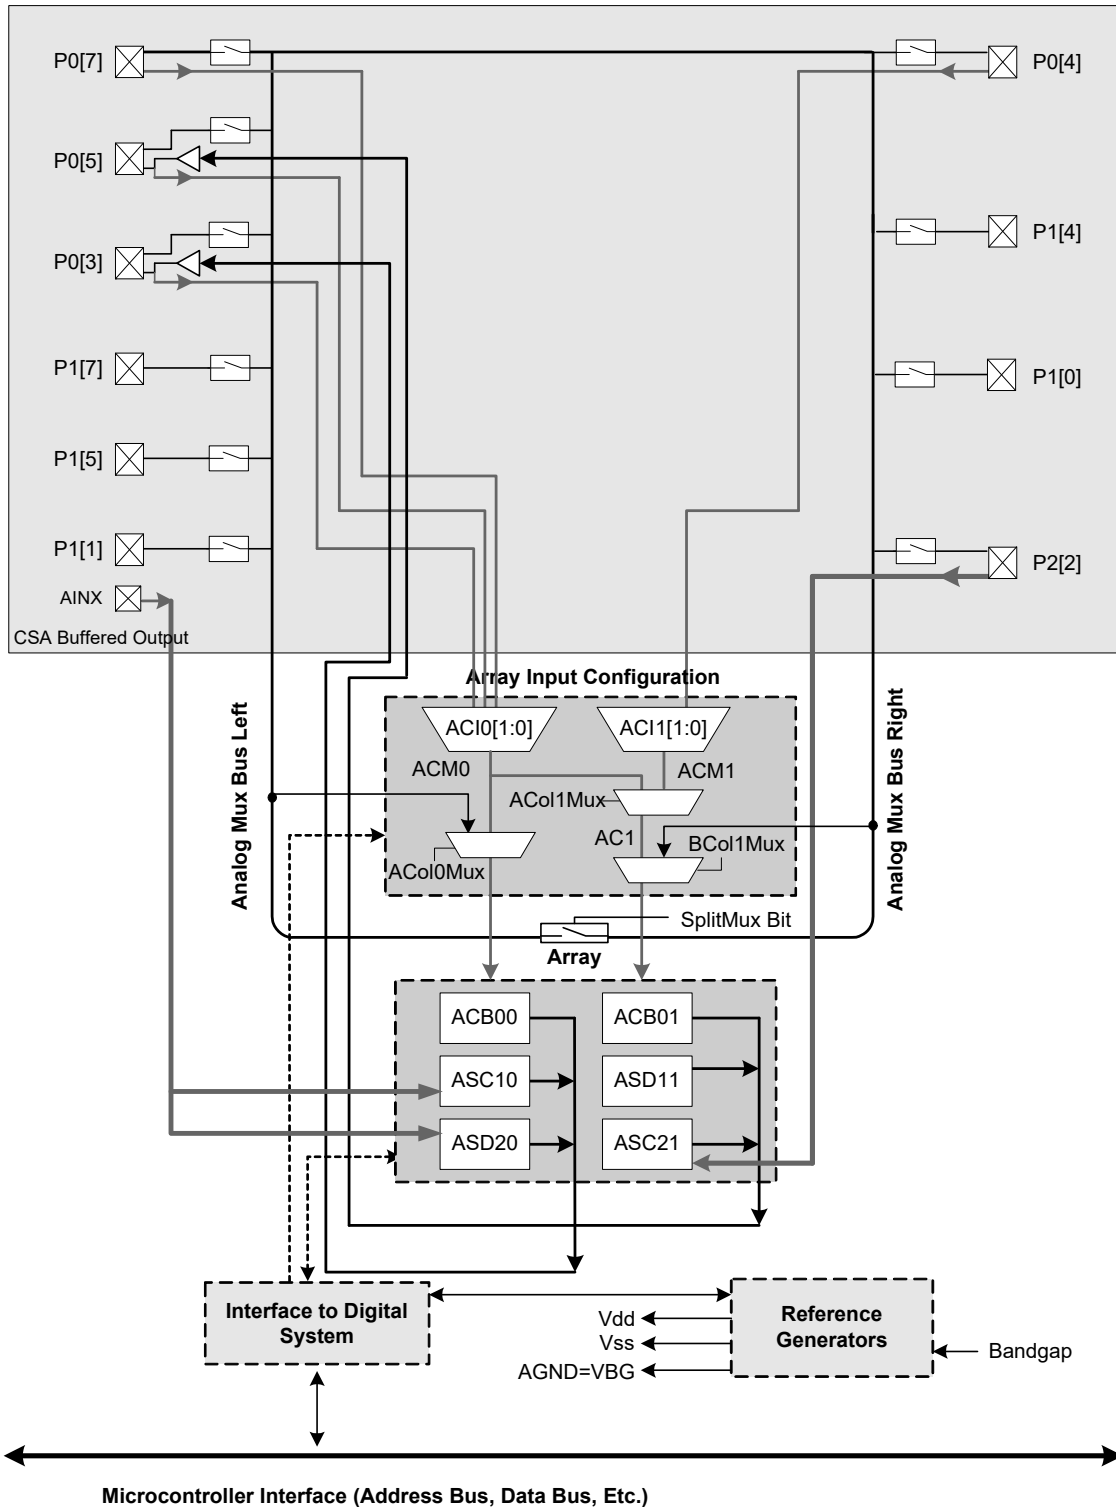 P0[7]
P0[4]
P0[5]
P1[4]
P0[3]
P1[7]
P1[0]
P1[5]
P1[1]
P2[2]
AINX
CSA Buffered Output
Array Input Configuration
Analog Mux Bus Left
Analog Mux Bus Right
ACI0[1:0]
ACI1[1:0]
ACM0
ACM1
ACol1Mux
AC1
BCol1Mux
ACol0Mux
SplitMux Bit
Array
ACB00
ACB01
ASC10
ASD11
ASD20
ASC21
Interface to Digital
System
Reference
Generators
Vdd
Vss
AGND=VBG
Bandgap
Microcontroller Interface (Address Bus, Data Bus, Etc.)